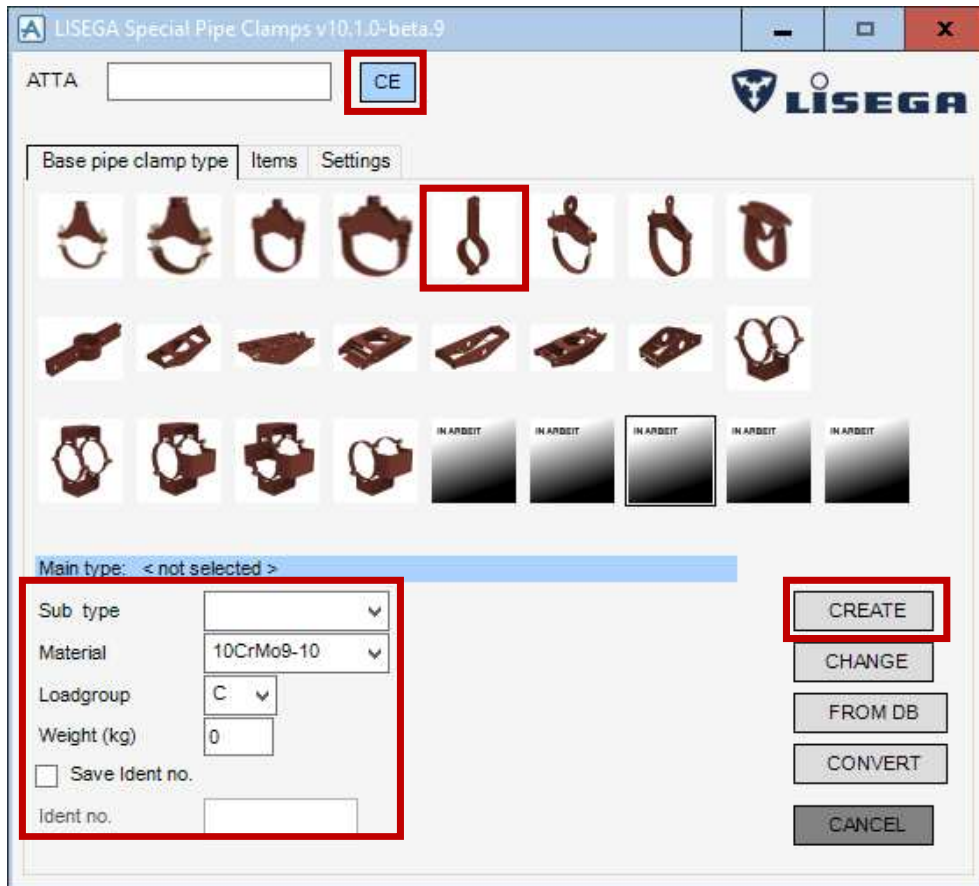 LISEGA Special Pipe Clamps v10.1.0-beta.9
ATTA
CE
LISEGA
Base pipe clamp type Items Settings
IN ARBEIT IN ARBEIT IN ARBEIT IN ARBEIT IN ARBEIT
Main type: < not selected >
Sub type
CREATE
Material 10CrMo9-10
CHANGE
Loadgroup C
FROM DB
Weight (kg) 0
CONVERT
Save Ident no.
Ident no.
CANCEL